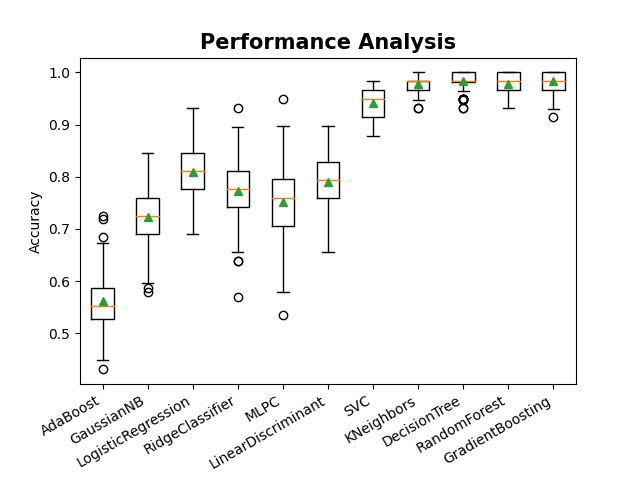 Performance Analysis
1.0
0.9
0.8
0.7
0.6
0.5
Accuracy
AdaBoost
GaussianNB
LogisticRegression
RidgeClassifier
MLPC
LinearDiscriminant
SVC
KNeighbors
DecisionTree
RandomForest
GradientBoosting